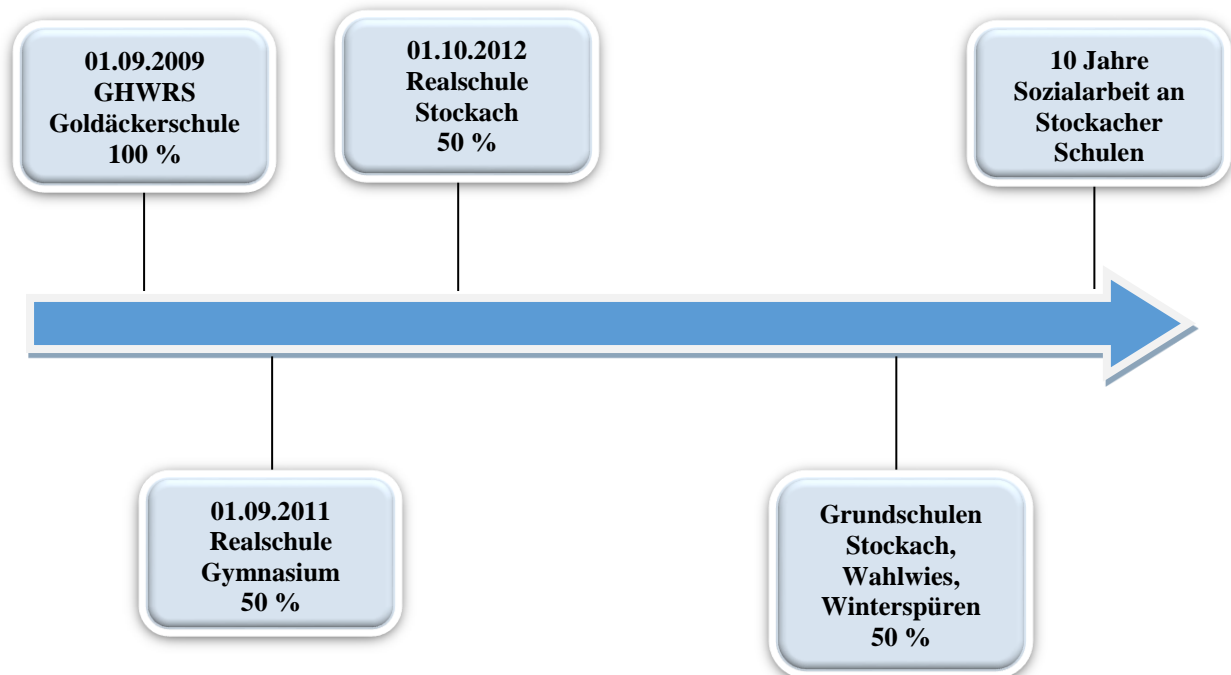 01.09.2009
GHWRS
Goldäckerschule
100 %
01.10.2012
Realschule
Stockach
50 %
10 Jahre
Sozialarbeit an
Stockacher
Schulen
01.09.2011
Realschule
Gymnasium
50 %
Grundschulen
Stockach,
Wahlwies,
Winterspüren
50 %